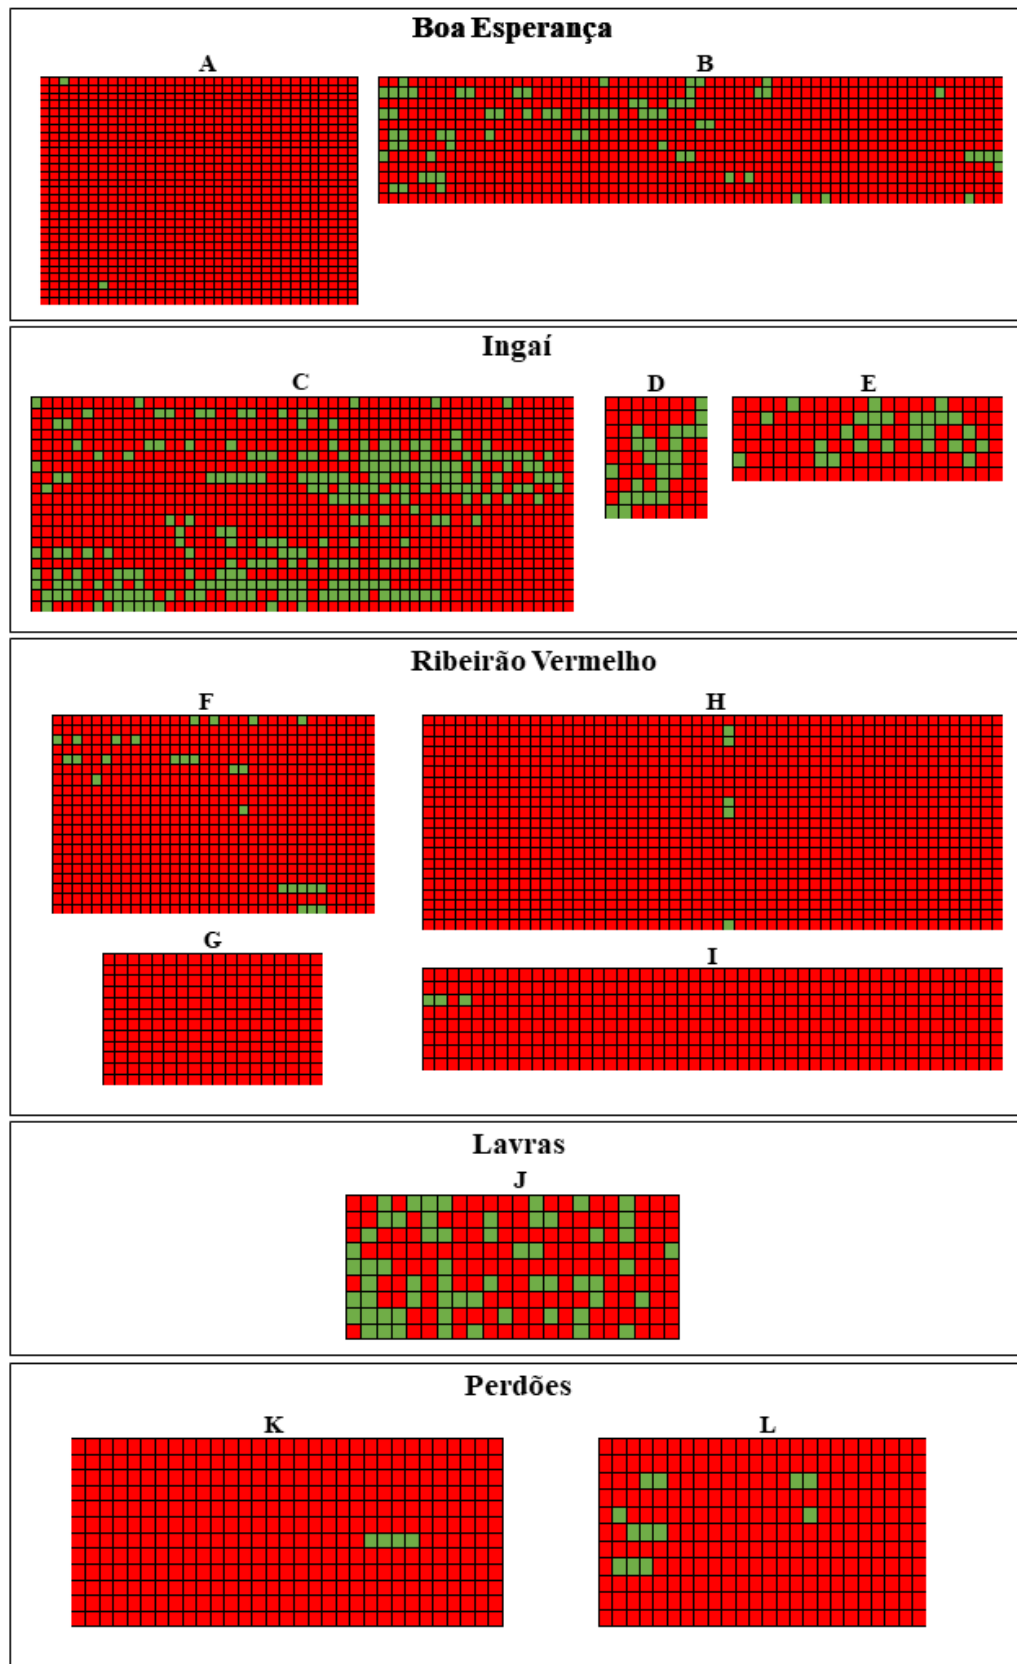 Boa Esperança
A B
Ingaí
C D E
Ribeirão Vermelho
F H
G I
Lavras
J
Perdões
K L